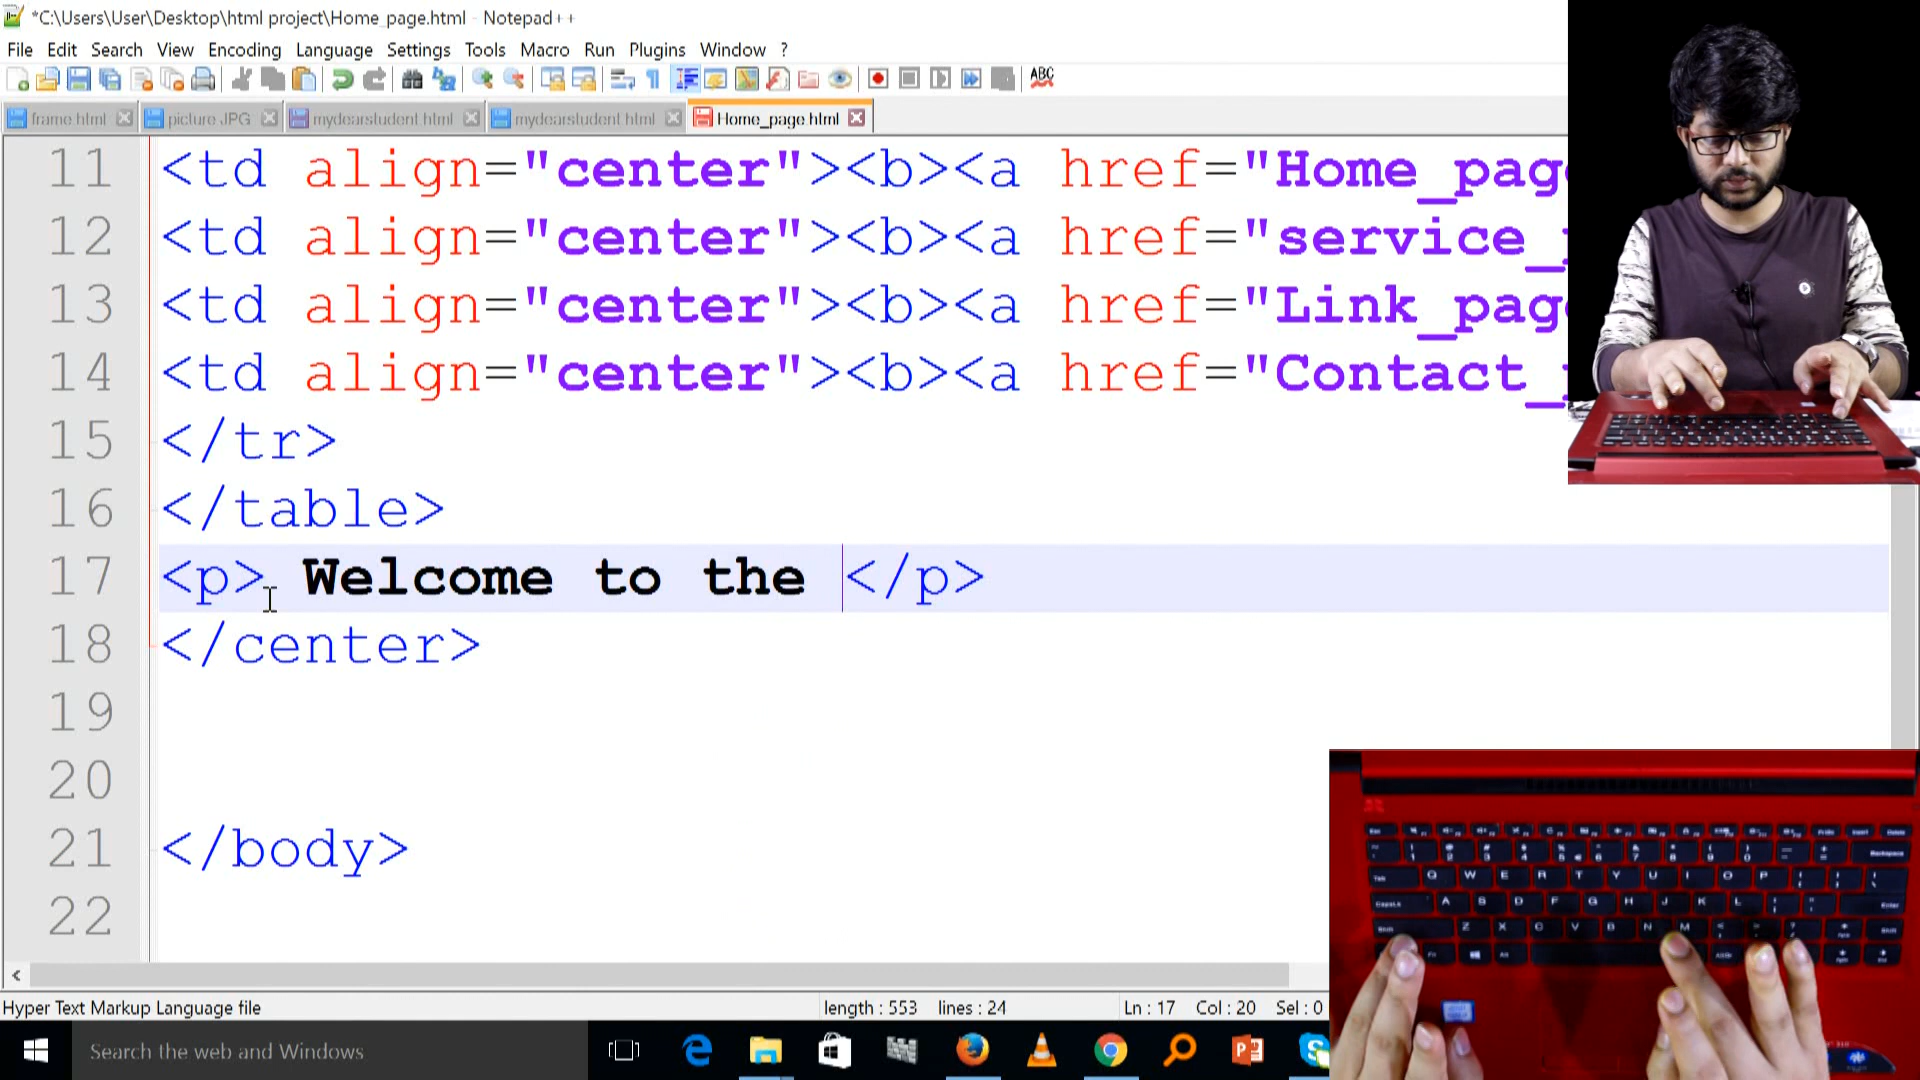 *C:\Users\User\Desktop\html project\Home_page.html - Notepad++
File Edit Search View Encoding Language Settings Tools Macro Run Plugins Window ?
ABC
frame html picture JPG mydearstudent html mydearstudent html Home_page html
11 <td align="center"><b><a href="Home_page
12 <td align="center"><b><a href="service_
13 <td align="center"><b><a href="Link_page
14 <td align="center"><b><a href="Contact_
15 </tr>
16 </table>
17 <p> Welcome to the </p>
18 </center>
19
20
21 </body>
22
Hyper Text Markup Language file length : 553 lines : 24 Ln : 17 Col : 20 Sel : 0
Search the web and Windows
Q W E R T Y U I O P
A S D F G H J K L
Z X C V B N M